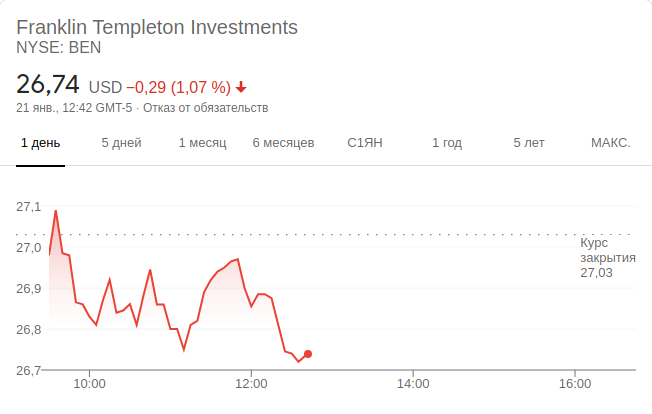 Franklin Templeton Investments
NYSE: BEN
26,74 USD −0,29 (1,07 %)
21 янв., 12:42 GMT-5 · Отказ от обязательств
1 день 5 дней 1 месяц 6 месяцев С1ЯН 1 год 5 лет МАКС.
27,1
27,0
26,9
26,8
26,7
Курс
закрытия
27,03
10:00 12:00 14:00 16:00